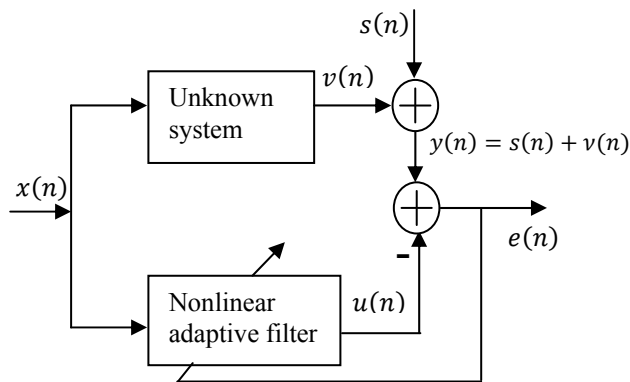 s(n)
Unknown
system
v(n)
y(n) = s(n) + v(n)
x(n)
e(n)
-
Nonlinear
adaptive filter
u(n)